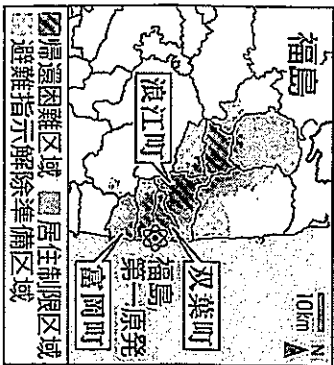 福島
N
10km
浪江町
双葉町
福島
第一原発
富岡町
帰還困難区域 居住制限区域
避難指示解除準備区域